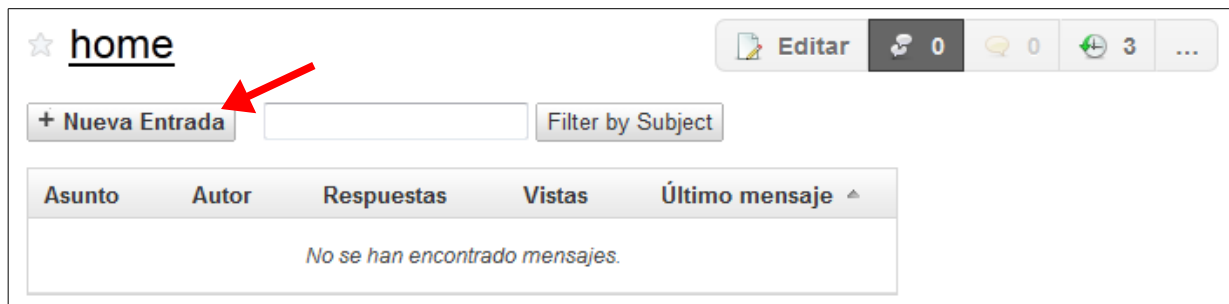 home
Editar 0 0 3 ...
+ Nueva Entrada Filter by Subject
Asunto Autor Respuestas Vistas Último mensaje
No se han encontrado mensajes.